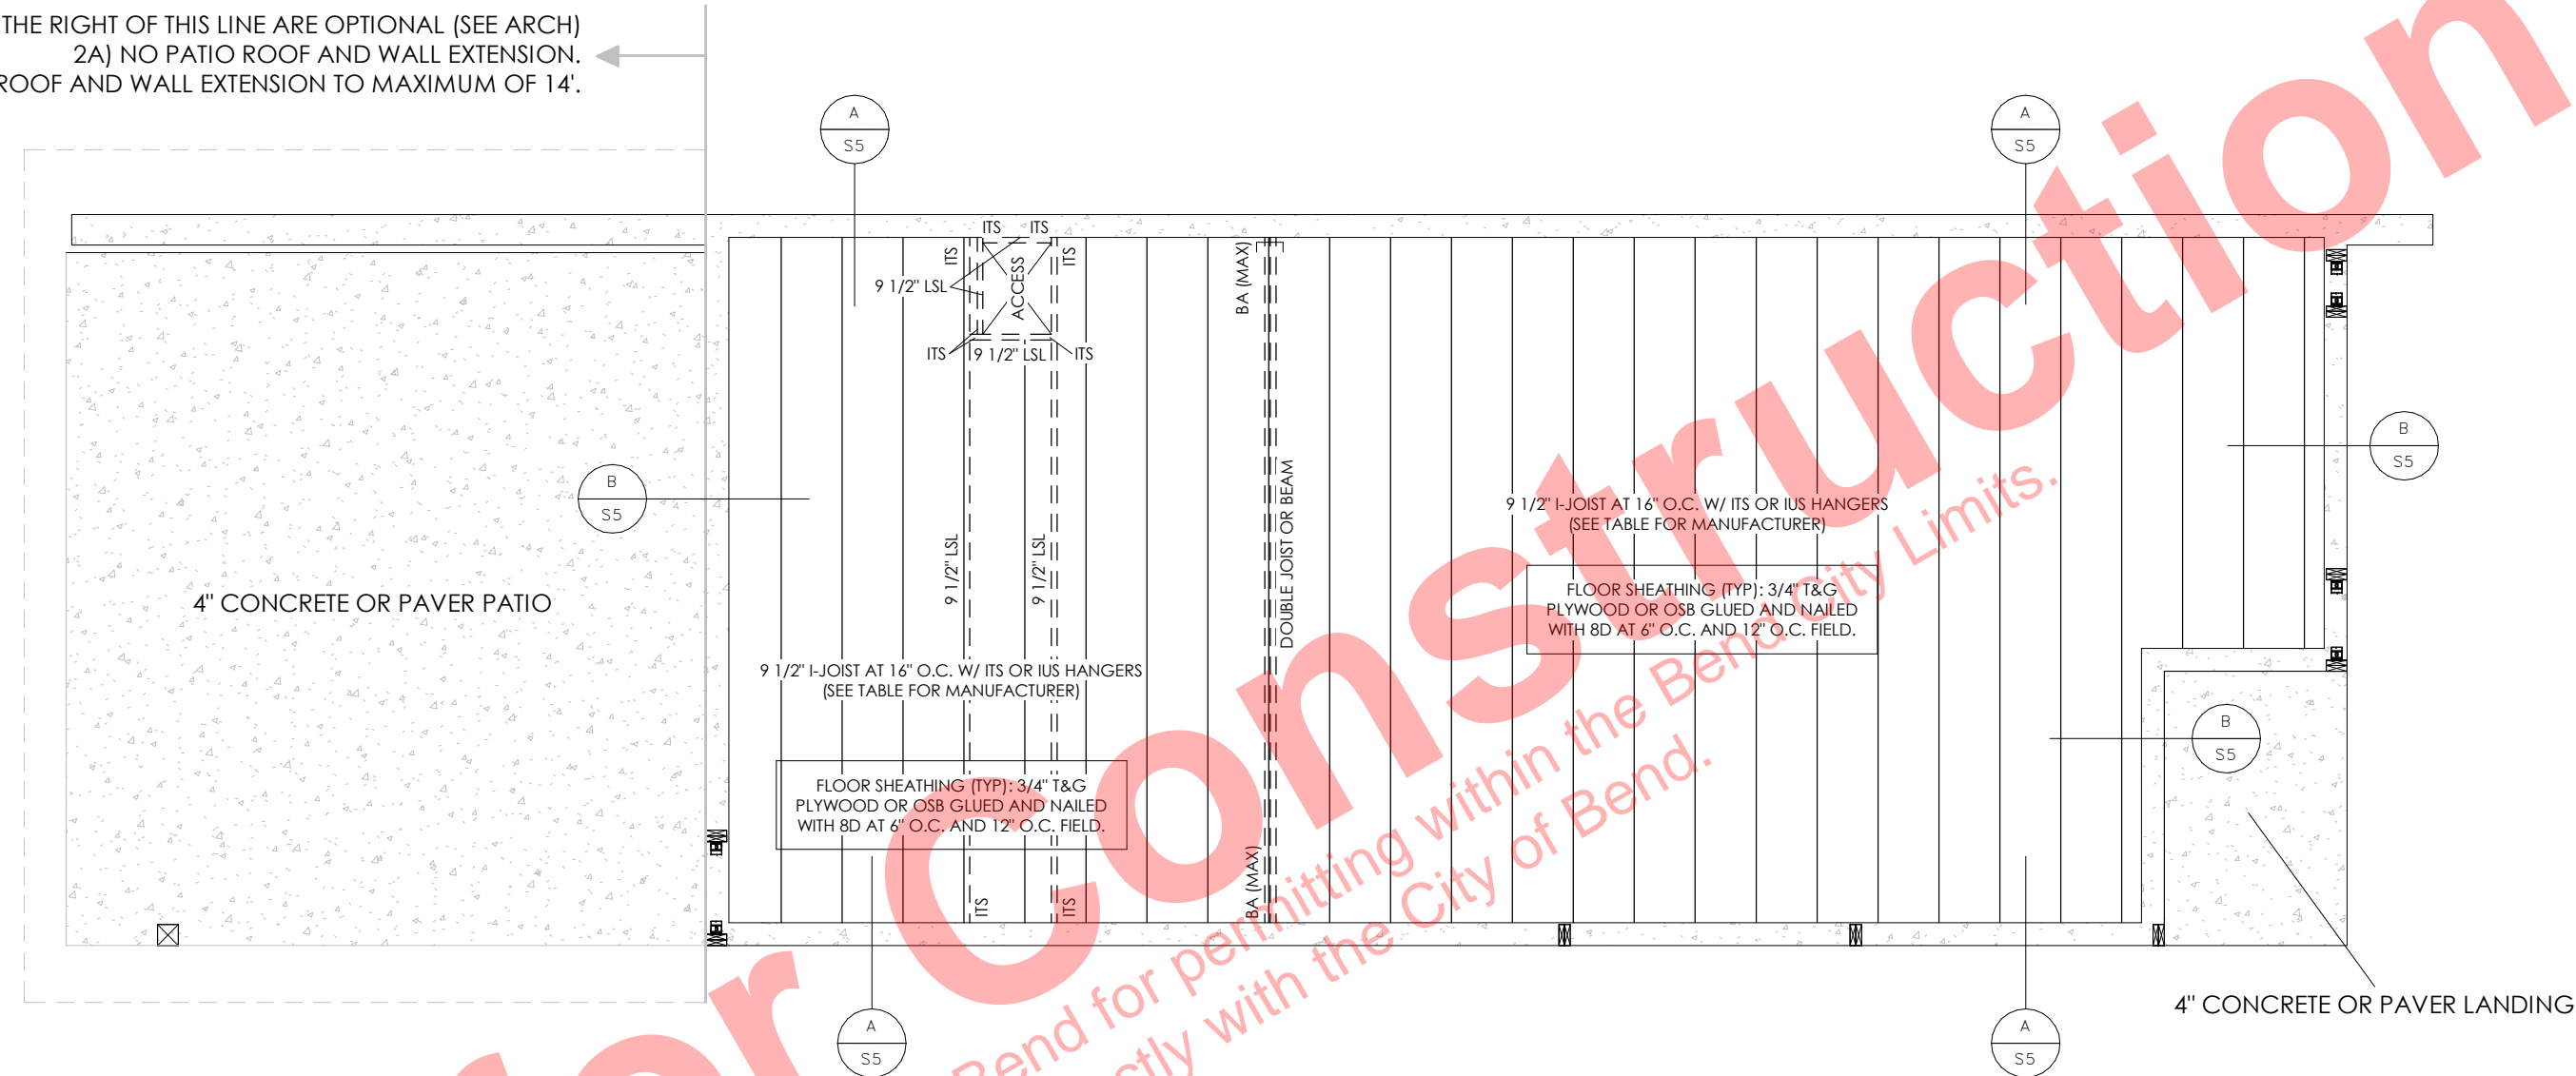 THE RIGHT OF THIS LINE ARE OPTIONAL (SEE ARCH)
2A) NO PATIO ROOF AND WALL EXTENSION.
ROOF AND WALL EXTENSION TO MAXIMUM OF 14'.
A
S5
A
S5
ITS ITS
ITS
ITS
9 1/2" LSL
ACCESS
BA (MAX)
ITS
9 1/2" LSL
ITS
B
S5
B
S5
9 1/2" LSL
9 1/2" LSL
DOUBLE JOIST OR BEAM
9 1/2" I-JOIST AT 16" O.C. W/ ITS OR IUS HANGERS
(SEE TABLE FOR MANUFACTURER)
FLOOR SHEATHING (TYP): 3/4" T&G
PLYWOOD OR OSB GLUED AND NAILED
WITH 8D AT 6" O.C. AND 12" O.C. FIELD.
4" CONCRETE OR PAVER PATIO
9 1/2" I-JOIST AT 16" O.C. W/ ITS OR IUS HANGERS
(SEE TABLE FOR MANUFACTURER)
FLOOR SHEATHING (TYP): 3/4" T&G
PLYWOOD OR OSB GLUED AND NAILED
WITH 8D AT 6" O.C. AND 12" O.C. FIELD.
B
S5
ITS
ITS
BA (MAX)
4" CONCRETE OR PAVER LANDING
A
S5
A
S5
or Construction
Bend for permitting within the Bend City Limits.
ctly with the City of Bend.